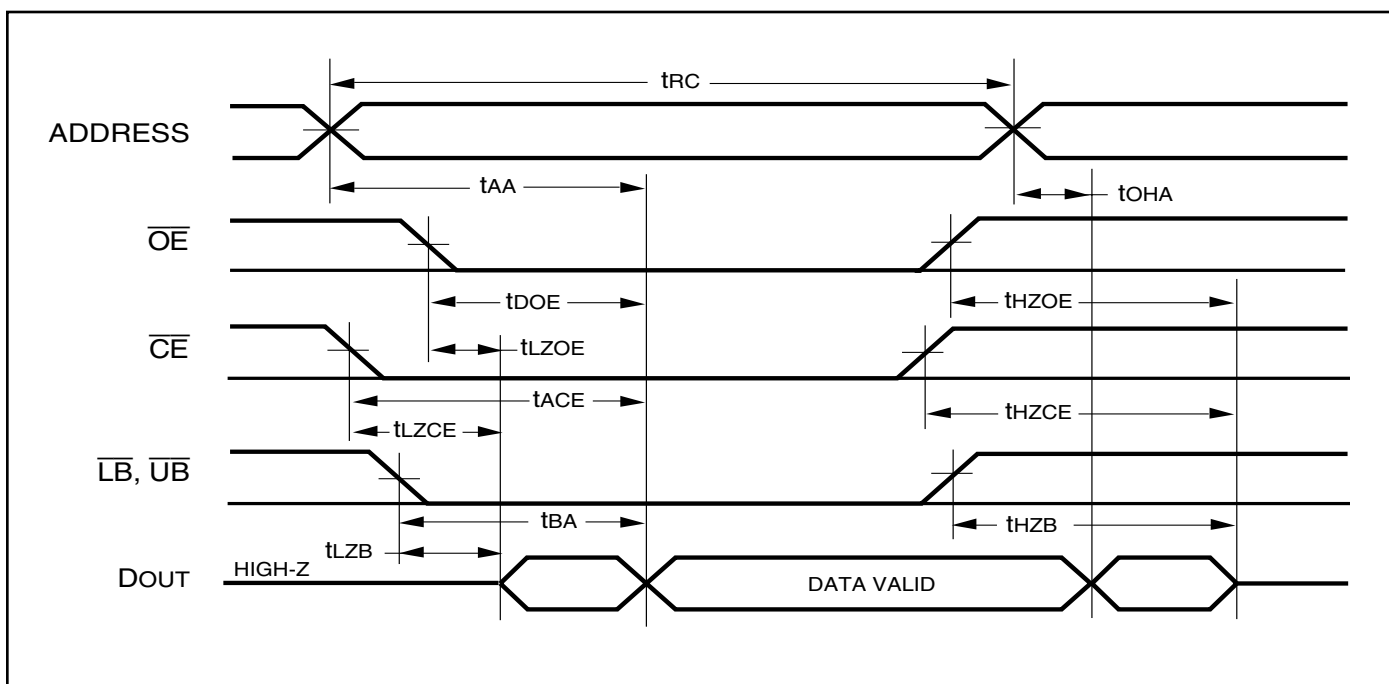 tRC
ADDRESS
tAA
tOHA
OE
tDOE
tHZOE
CE
tLZOE
tACE
tHZCE
tLZCE
LB, UB
tBA
tHZB
tLZB
DOUT
HIGH-Z
DATA VALID